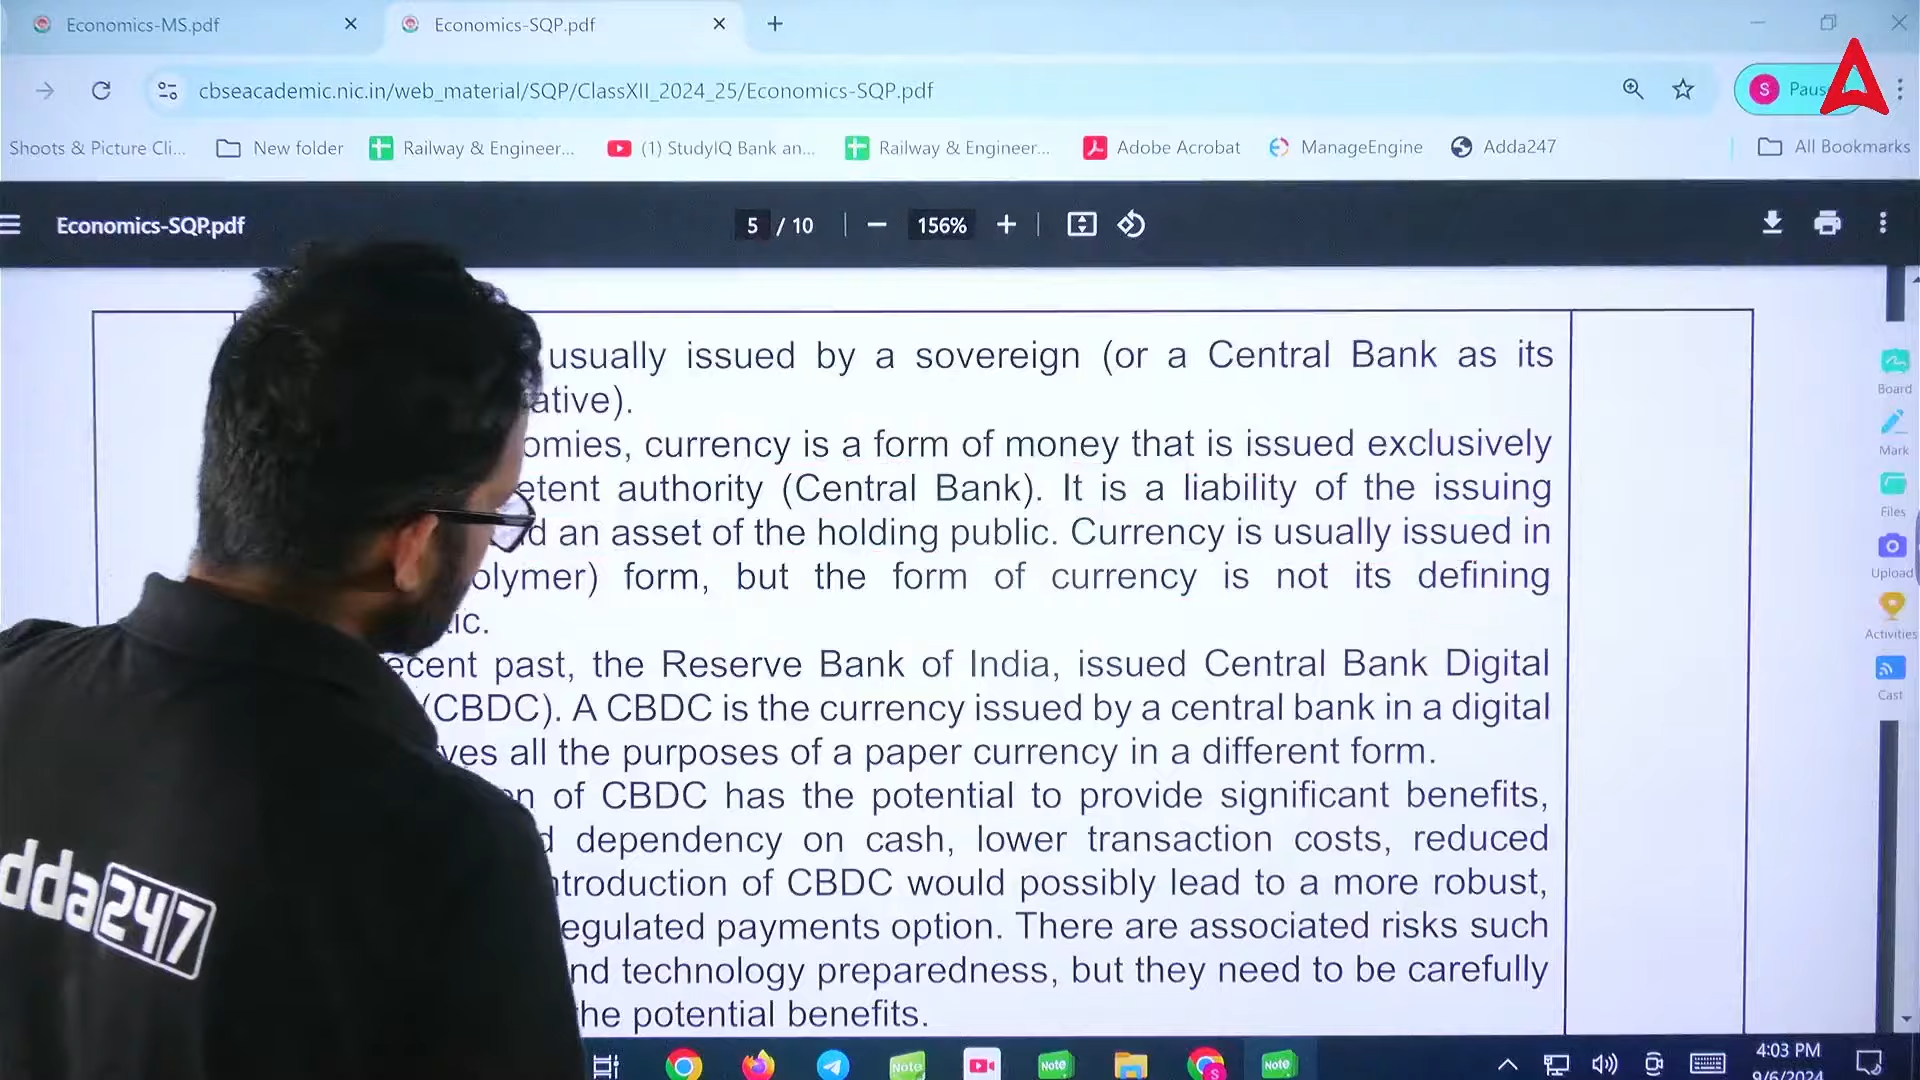 Economics-MS.pdf
Economics-SQP.pdf
cbseacademic.nic.in/web_material/SQP/ClassXII_2024_25/Economics-SQP.pdf
S
Shoots & Picture Cli...
New folder
Railway & Engineer...
(1) StudyIQ Bank an...
Railway & Engineer...
Adobe Acrobat
ManageEngine
Adda247
All Bookmarks
Economics-SQP.pdf
5 / 10
156%
usually issued by a sovereign (or a Central Bank as its
ative).
omies, currency is a form of money that is issued exclusively
etent authority (Central Bank). It is a liability of the issuing
d an asset of the holding public. Currency is usually issued in
olymer) form, but the form of currency is not its defining
tic.
ecent past, the Reserve Bank of India, issued Central Bank Digital
(CBDC). A CBDC is the currency issued by a central bank in a digital
ves all the purposes of a paper currency in a different form.
n of CBDC has the potential to provide significant benefits,
d dependency on cash, lower transaction costs, reduced
ntroduction of CBDC would possibly lead to a more robust,
egulated payments option. There are associated risks such
nd technology preparedness, but they need to be carefully
he potential benefits.
Board
Mark
Files
Upload
Activities
Cast
dda247
Note
Note
S
Note
4:03 PM
9/6/2024